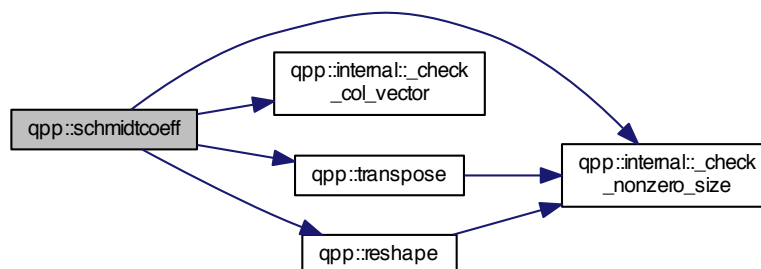 qpp::schmidtcoeff
qpp::internal::_check
_col_vector
qpp::transpose
qpp::reshape
qpp::internal::_check
_nonzero_size